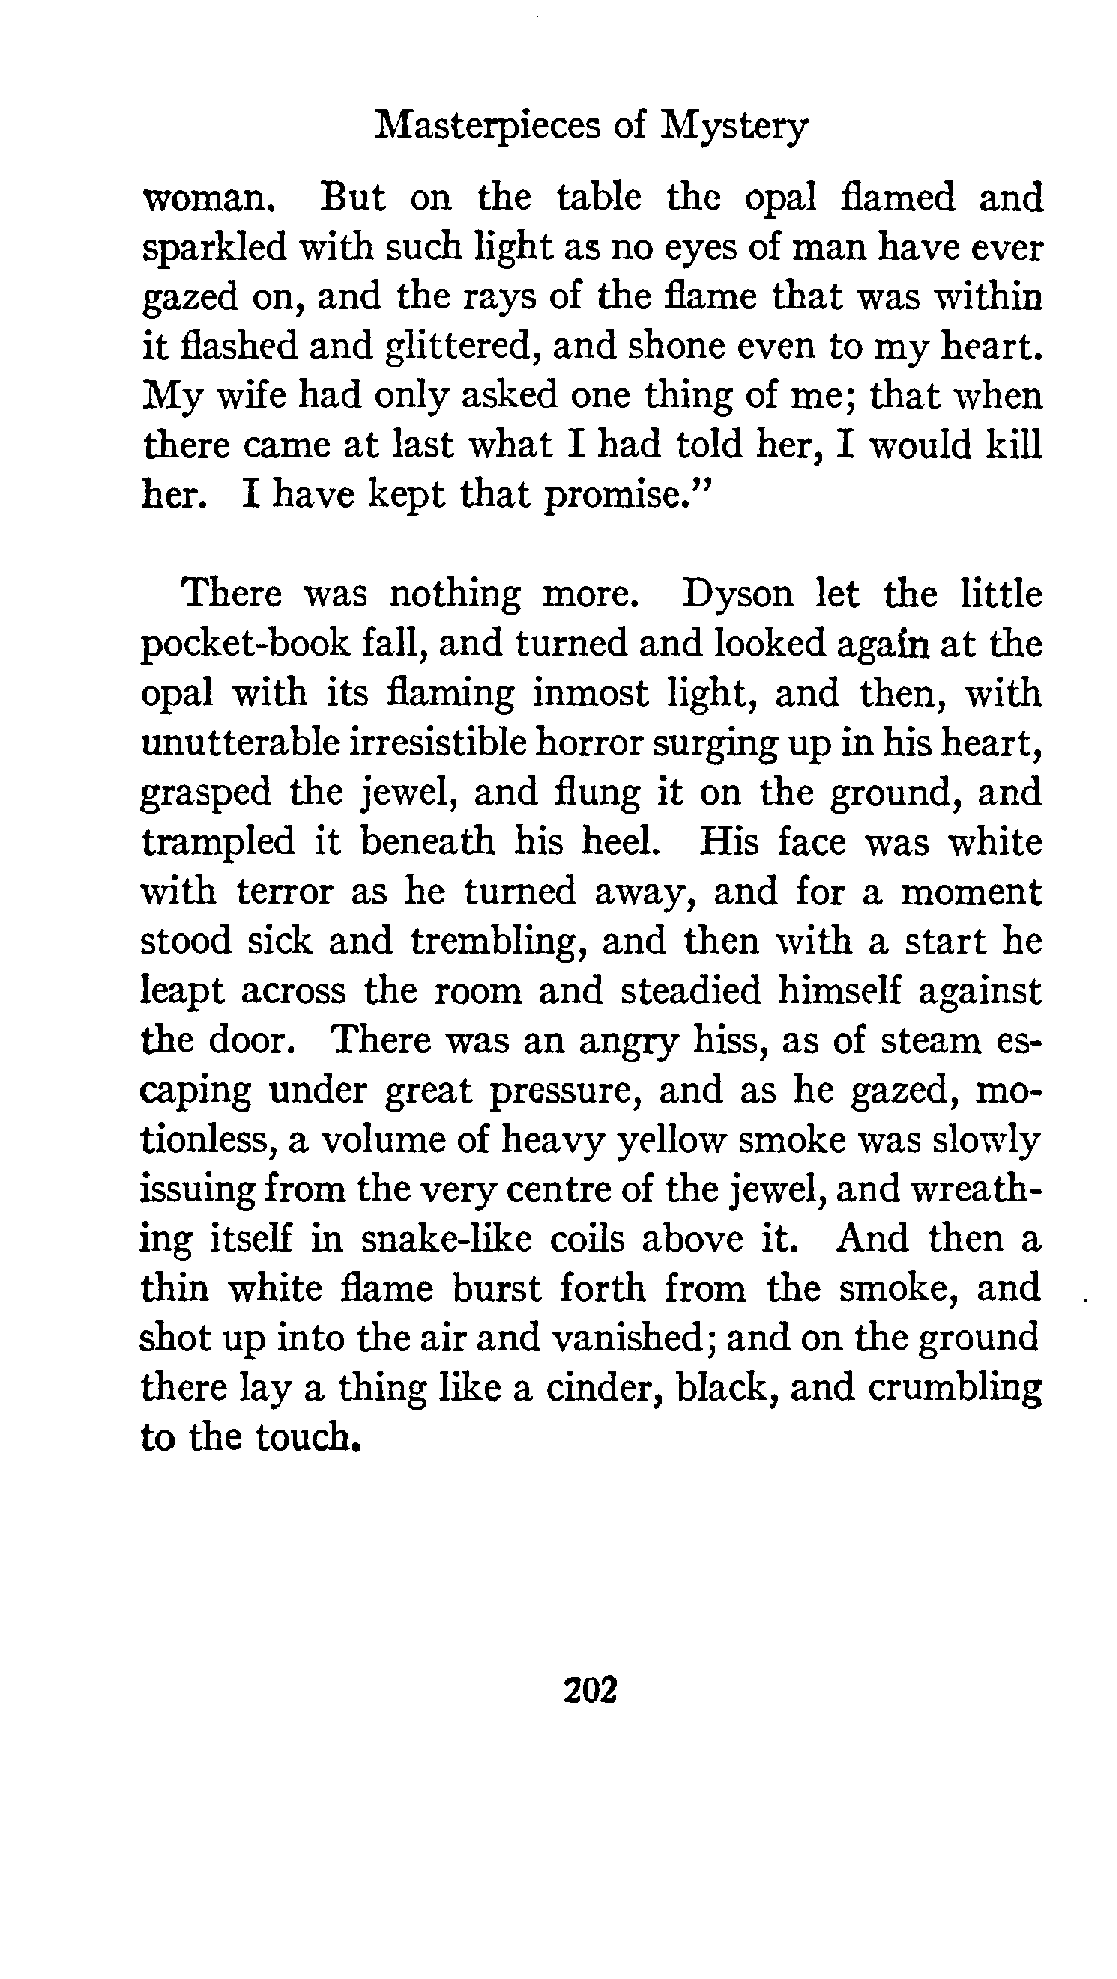 Masterpieces of Mystery
woman. But on the table the opal flamed and
sparkled with such light as no eyes of man have ever
gazed on, and the rays of the flame that was within
it flashed and glittered, and shone even to my heart.
My wife had only asked one thing of me; that when
there came at last what I had told her, I would kill
her. I have kept that promise.”
There was nothing more. Dyson let the little
pocket-book fall, and turned and looked again at the
opal with its flaming inmost light, and then, with
unutterable irresistible horror surging up in his heart,
grasped the jewel, and flung it on the ground, and
trampled it beneath his heel. His face was white
with terror as he turned away, and for a moment
stood sick and trembling, and then with a start he
leapt across the room and steadied himself against
the door. There was an angry hiss, as of steam es-
caping under great pressure, and as he gazed, mo-
tionless, a volume of heavy yellow smoke was slowly
issuing from the very centre of the jewel, and wreath-
ing itself in snake-like coils above it. And then a
thin white flame burst forth from the smoke, and
shot up into the air and vanished; and on the ground
there lay a thing like a cinder, black, and crumbling
to the touch.
202